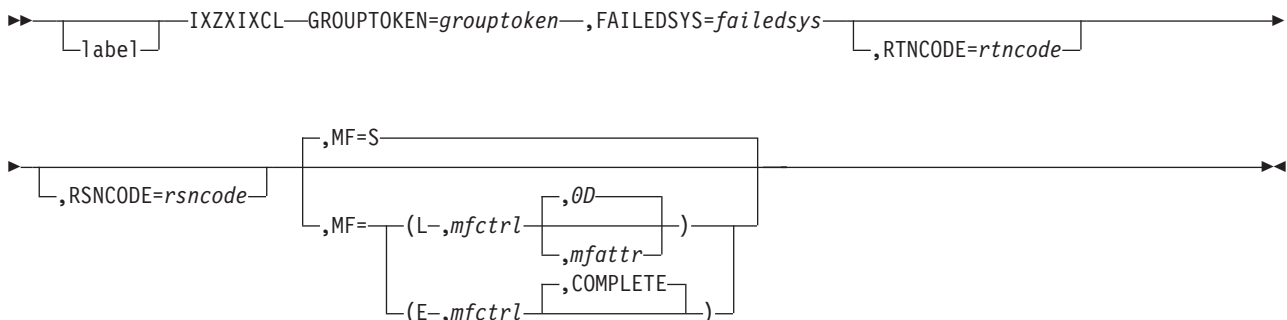 IXZXIXCL GROUPTOKEN=grouptoken ,FAILEDSYS=failedsys
label ,RTNCODE=rtncode
,MF=S
,RSNCODE=rsncode ,0D
,MF= (L ,mfctrl )
,mfattr
,COMPLETE
(E ,mfctrl )